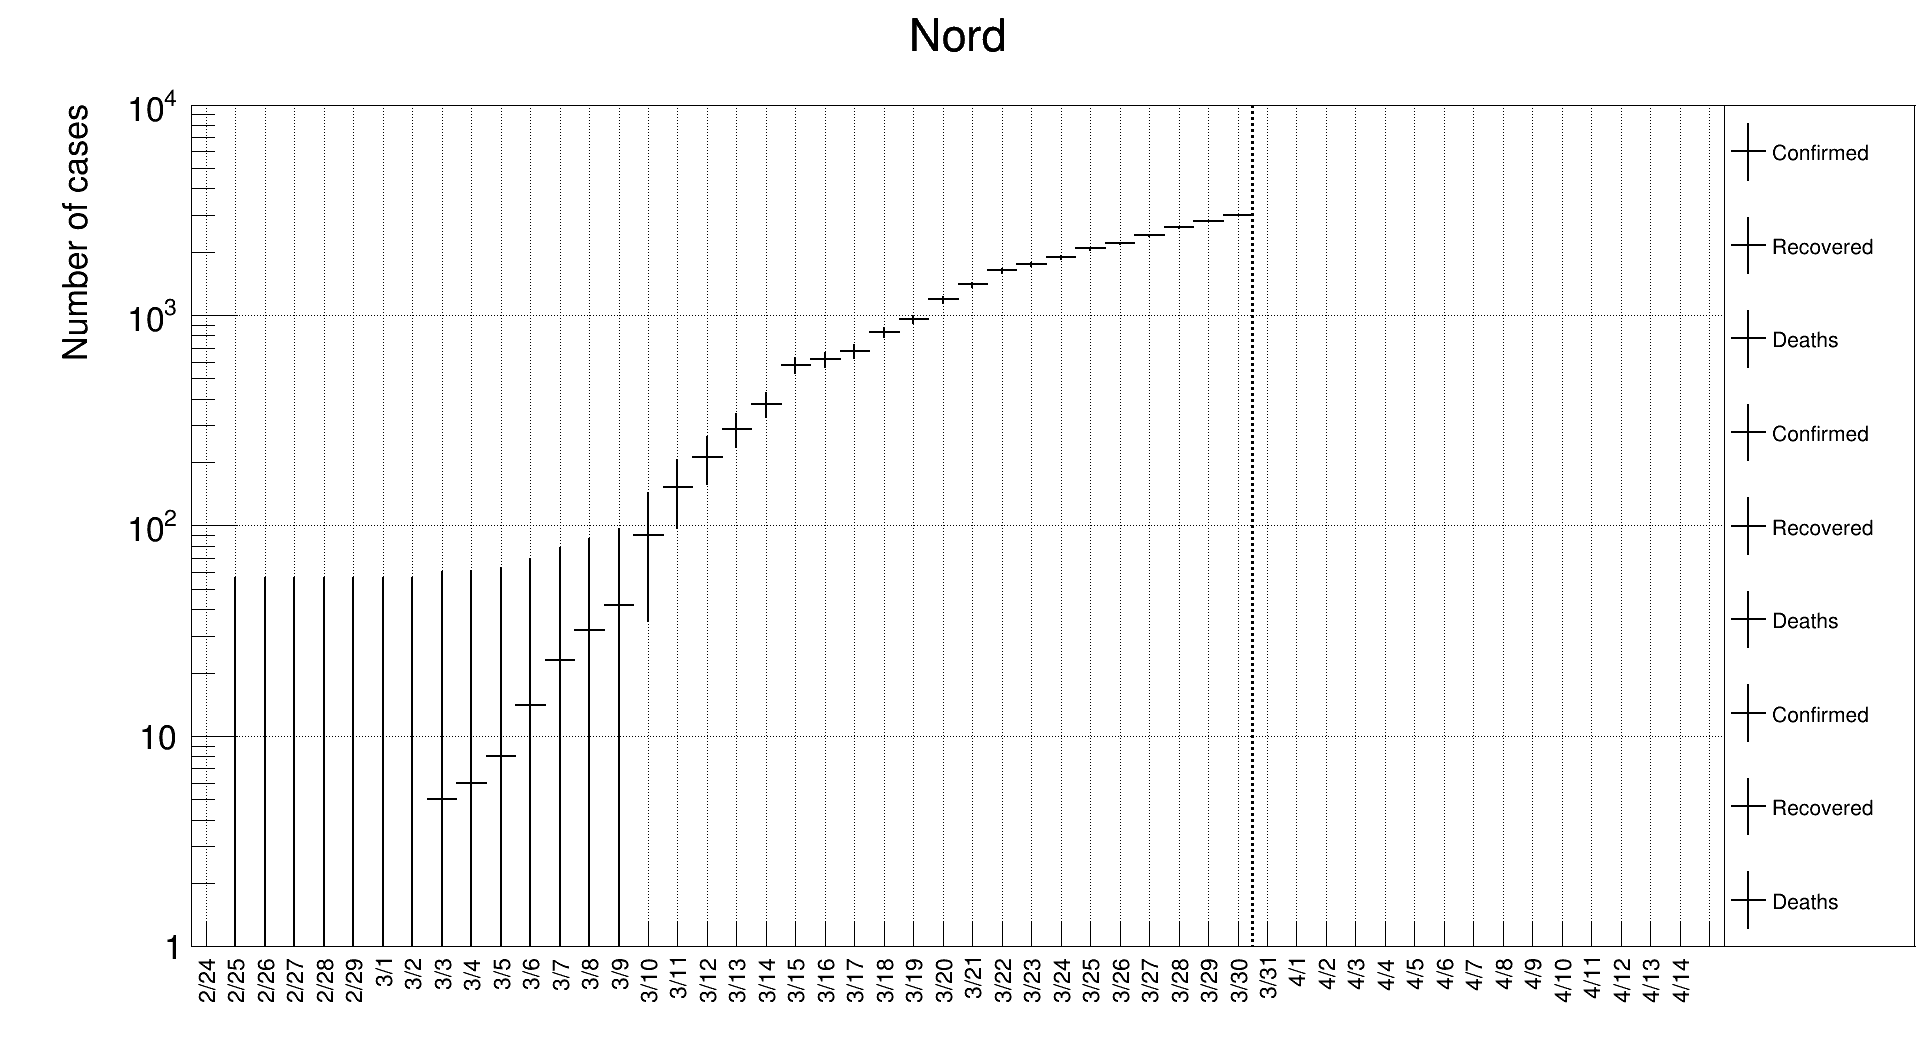 Nord
Number of cases
10^4
10^3
10^2
10
1
2/24 2/25 2/26 2/27 2/28 2/29 3/1 3/2 3/3 3/4 3/5 3/6 3/7 3/8 3/9 3/10 3/11 3/12 3/13 3/14 3/15 3/16 3/17 3/18 3/19 3/20 3/21 3/22 3/23 3/24 3/25 3/26 3/27 3/28 3/29 3/30 3/31 4/1 4/2 4/3 4/4 4/5 4/6 4/7 4/8 4/9 4/10 4/11 4/12 4/13 4/14
Confirmed
Recovered
Deaths
Confirmed
Recovered
Deaths
Confirmed
Recovered
Deaths